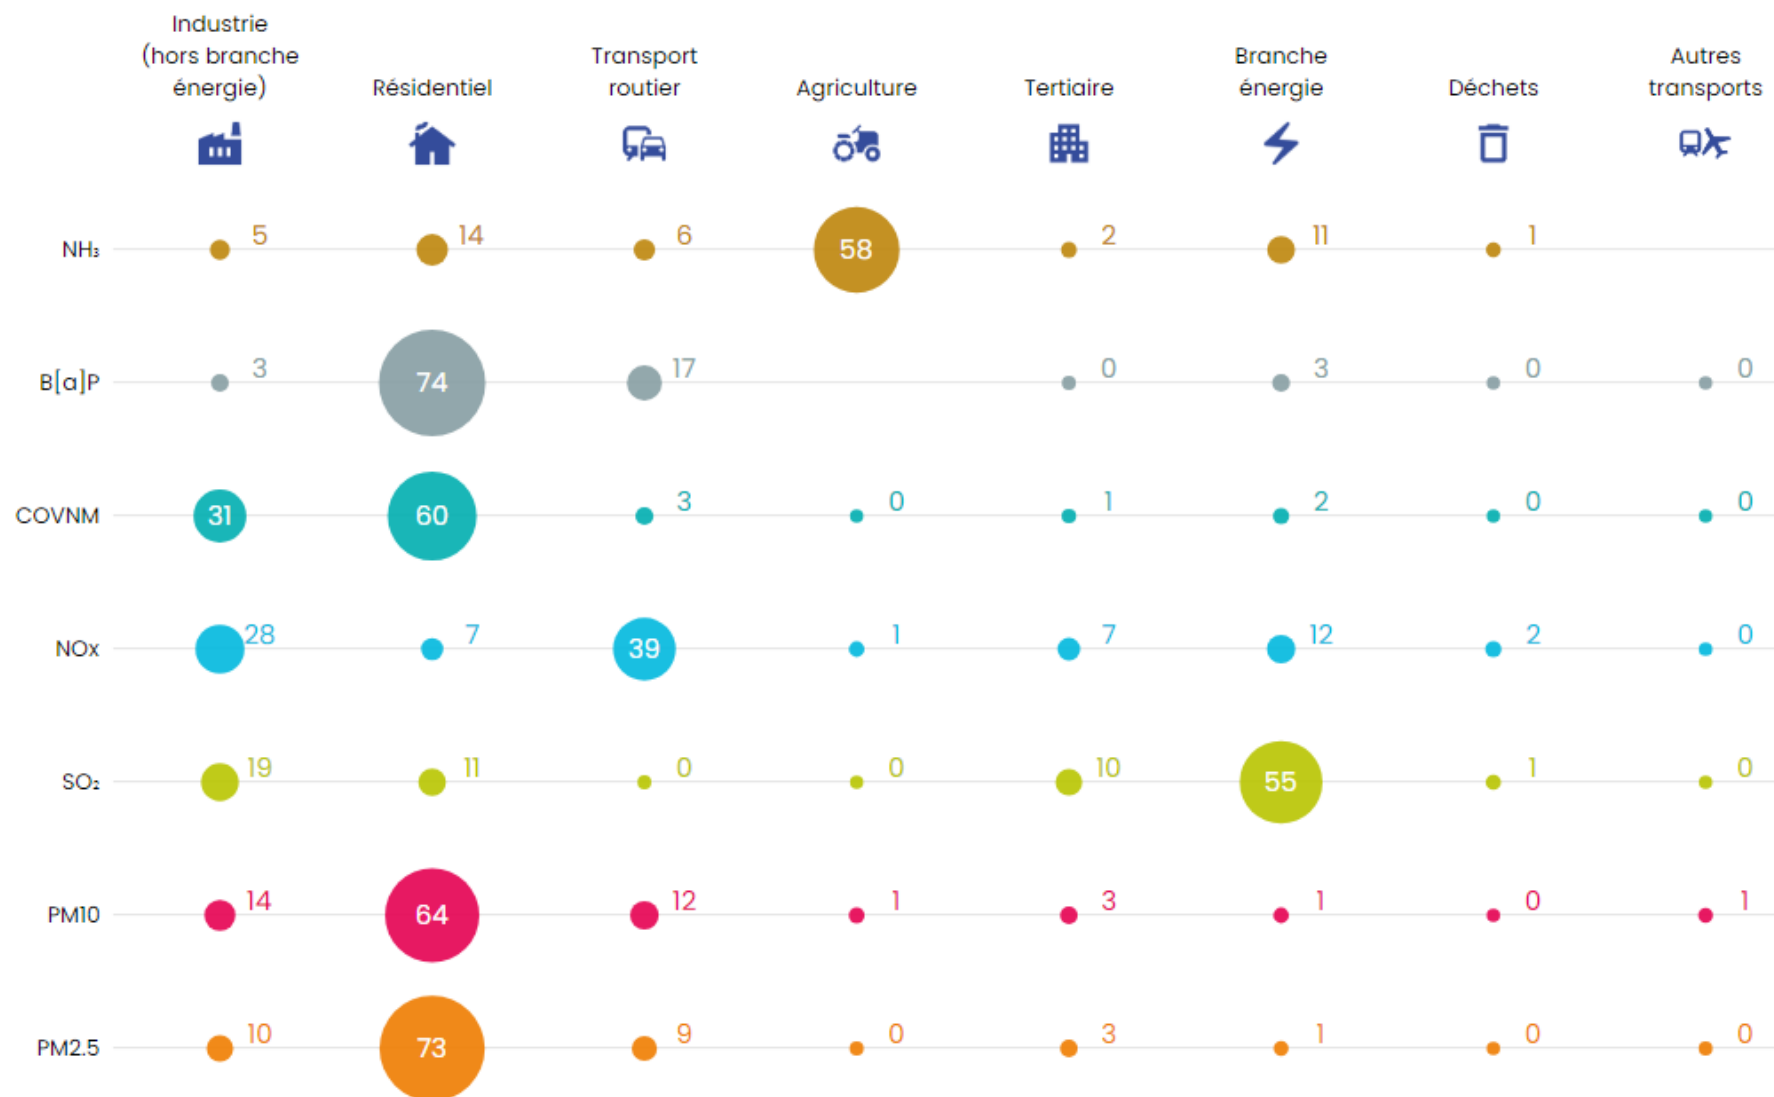 Industrie
(hors branche
énergie)
Résidentiel
Transport
routier
Agriculture
Tertiaire
Branche
énergie
Déchets
Autres
transports
NH₃ 5 14 6 58 2 11 1
B[a]P 3 74 17 0 3 0 0
COVNM 31 60 3 0 1 2 0 0
NOx 28 7 39 1 7 12 2 0
SO₂ 19 11 0 0 10 55 1 0
PM10 14 64 12 1 3 1 0 1
PM2.5 10 73 9 0 3 1 0 0